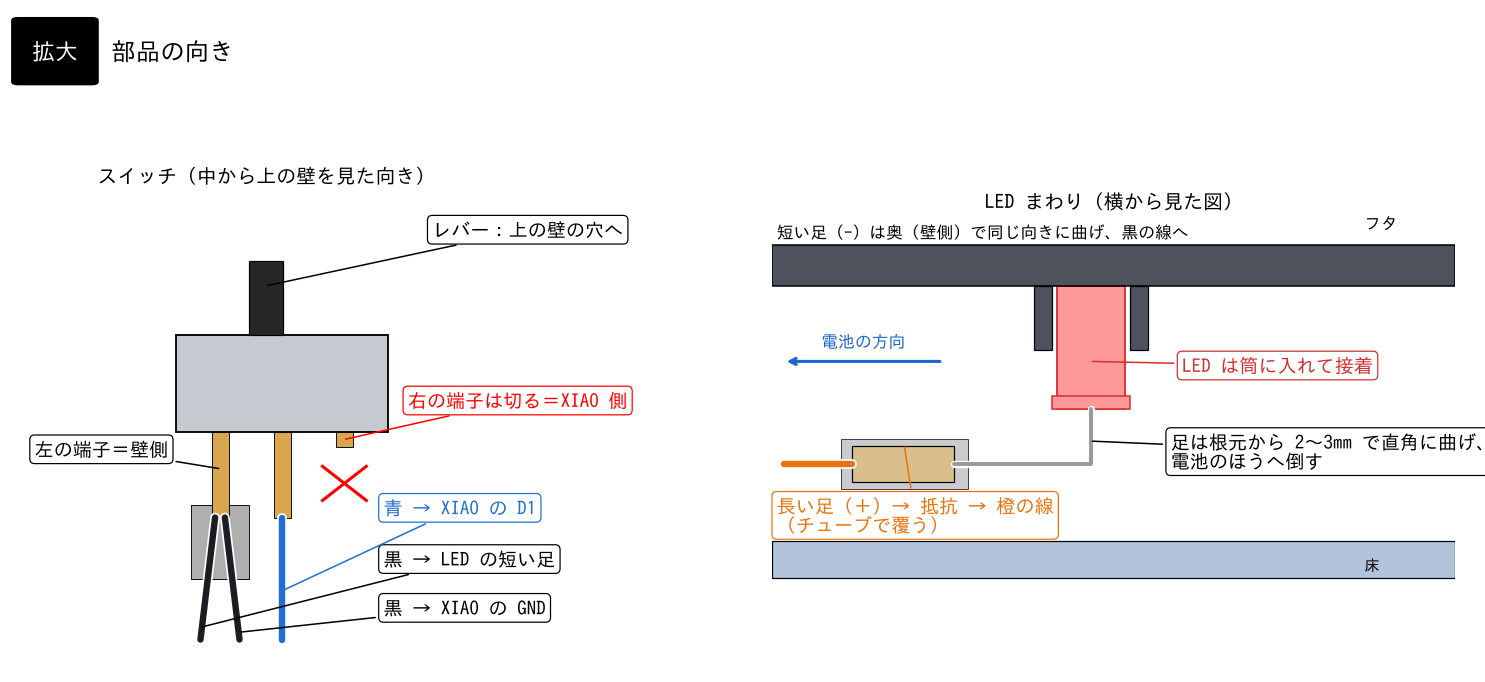 拡大 部品の向き
スイッチ（中から上の壁を見た向き）
レバー：上の壁の穴へ
右の端子は切る＝XIAO 側
左の端子＝壁側
青 → XIAO の D1
黒 → LED の短い足
黒 → XIAO の GND
LED まわり（横から見た図）
フタ
短い足（-）は奥（壁側）で同じ向きに曲げ、黒の線へ
電池の方向
LED は筒に入れて接着
足は根元から 2〜3mm で直角に曲げ、
電池のほうへ倒す
長い足（＋）→ 抵抗 → 橙の線
（チューブで覆う）
床